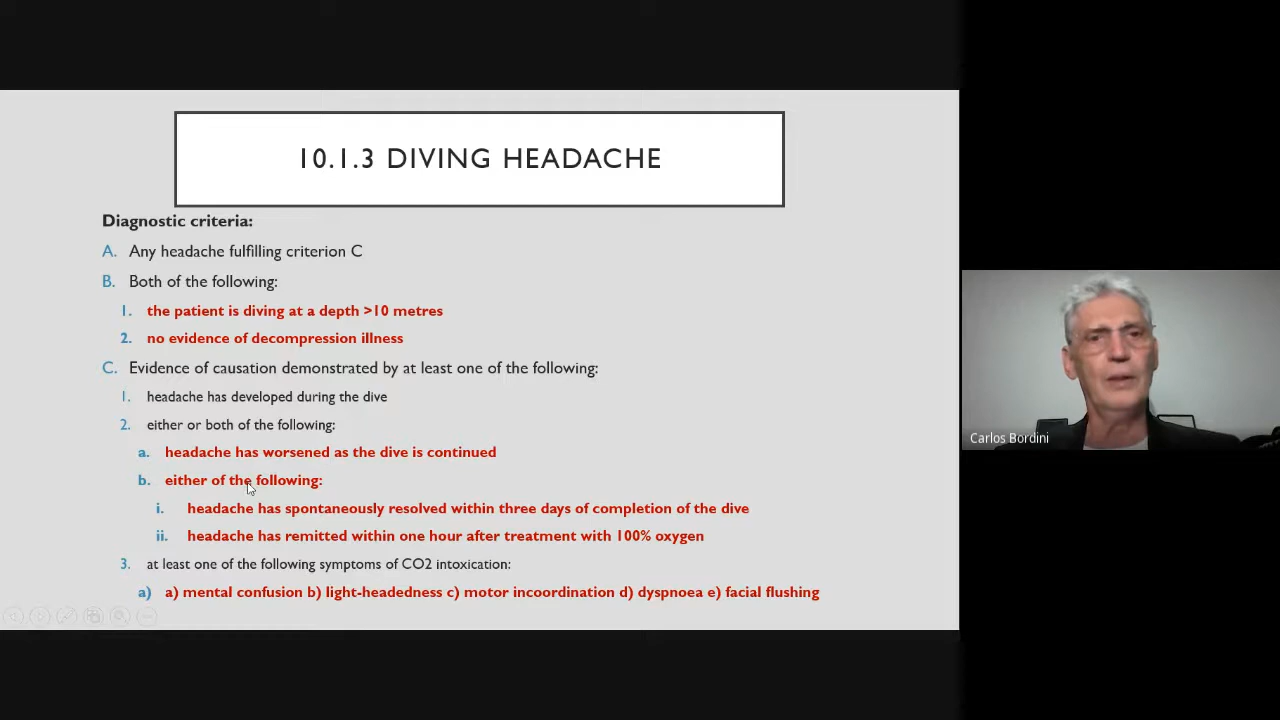 10.1.3 DIVING HEADACHE
Diagnostic criteria:
A. Any headache fulfilling criterion C
B. Both of the following:
1. the patient is diving at a depth >10 metres
2. no evidence of decompression illness
C. Evidence of causation demonstrated by at least one of the following:
1. headache has developed during the dive
2. either or both of the following:
a. headache has worsened as the dive is continued
b. either of the following:
i. headache has spontaneously resolved within three days of completion of the dive
ii. headache has remitted within one hour after treatment with 100% oxygen
3. at least one of the following symptoms of CO2 intoxication:
a) a) mental confusion b) light-headedness c) motor incoordination d) dyspnoea e) facial flushing
Carlos Bordini